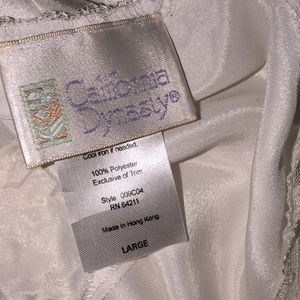 California
Dynasty®
Cool iron if needed.
100% Polyester
Exclusive of Trim
Style 009C04
RN 64211
Made in Hong Kong
LARGE